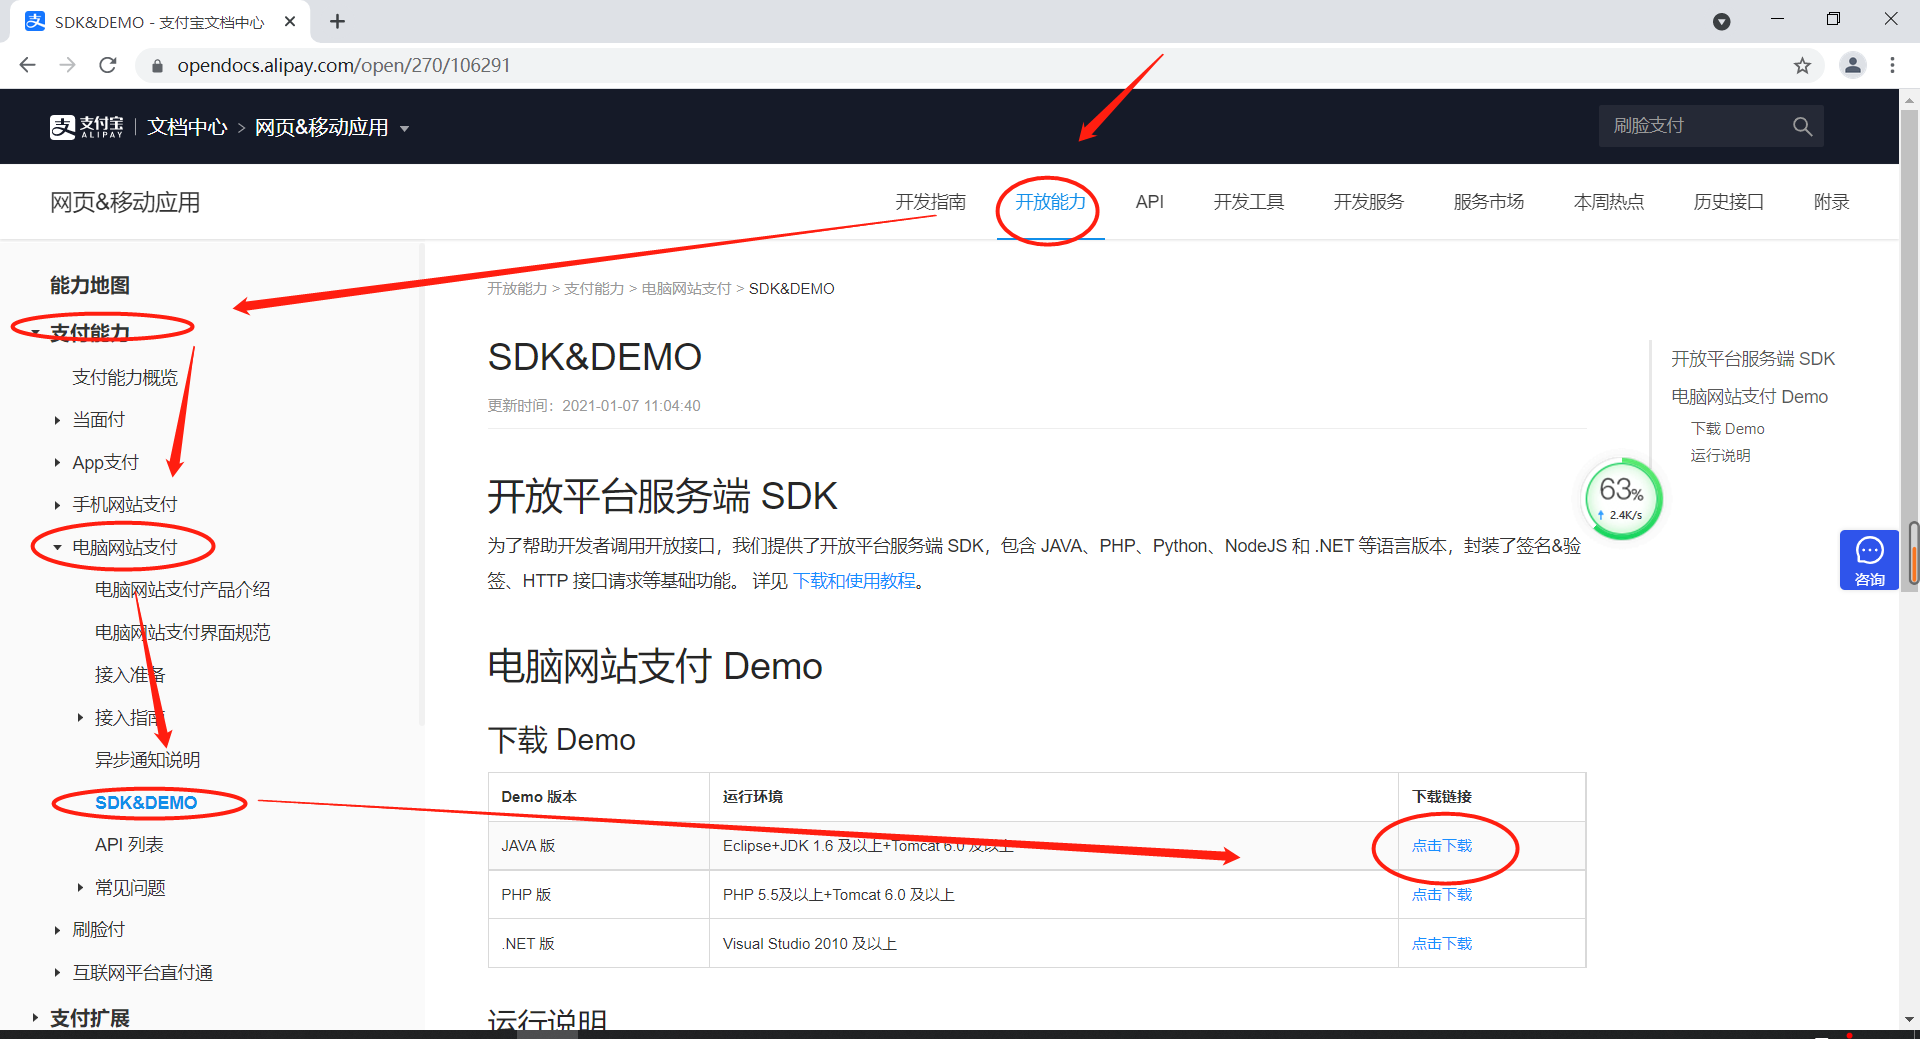 SDK&DEMO - 支付宝文档中心
opendocs.alipay.com/open/270/106291
支付宝 ALIPAY 文档中心 > 网页&移动应用
刷脸支付
网页&移动应用
开发指南 开放能力 API 开发工具 开发服务 服务市场 本周热点 历史接口 附录
能力地图
支付能力
支付能力概览
当面付
App支付
手机网站支付
电脑网站支付
电脑网站支付产品介绍
电脑网站支付界面规范
接入准备
接入指南
异步通知说明
SDK&DEMO
API 列表
常见问题
刷脸付
互联网平台直付通
支付扩展
开放能力 > 支付能力 > 电脑网站支付 > SDK&DEMO
SDK&DEMO
更新时间：2021-01-07 11:04:40
开放平台服务端 SDK
为了帮助开发者调用开放接口，我们提供了开放平台服务端 SDK，包含 JAVA、PHP、Python、NodeJS 和 .NET 等语言版本，封装了签名&验
签、HTTP 接口请求等基础功能。 详见 下载和使用教程。
电脑网站支付 Demo
下载 Demo
Demo 版本 运行环境 下载链接
JAVA 版 Eclipse+JDK 1.6 及以上+Tomcat 6.0 及以上 点击下载
PHP 版 PHP 5.5及以上+Tomcat 6.0 及以上 点击下载
.NET 版 Visual Studio 2010 及以上 点击下载
运行说明
开放平台服务端 SDK
电脑网站支付 Demo
下载 Demo
运行说明
63%
2.4K/s
咨询